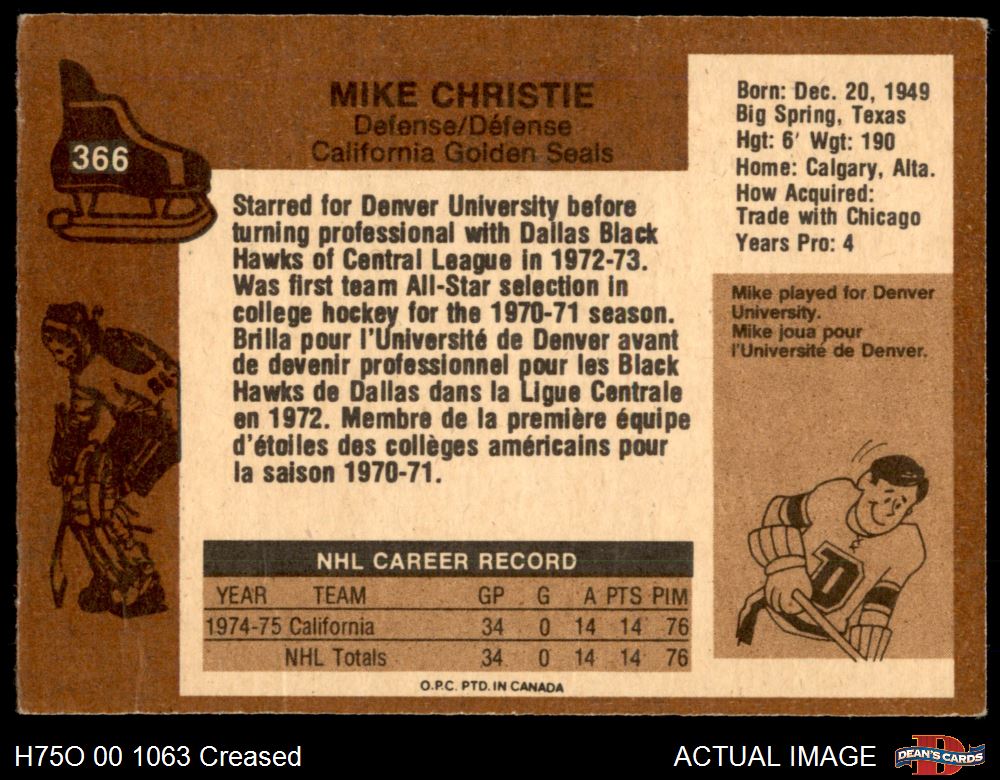 366
MIKE CHRISTIE
Defense/Défense
California Golden Seals
Born: Dec. 20, 1949
Big Spring, Texas
Hgt: 6' Wgt: 190
Home: Calgary, Alta.
How Acquired:
Trade with Chicago
Years Pro: 4
Starred for Denver University before
turning professional with Dallas Black
Hawks of Central League in 1972-73.
Was first team All-Star selection in
college hockey for the 1970-71 season.
Brilla pour l'Université de Denver avant
de devenir professionnel pour les Black
Hawks de Dallas dans la Ligue Centrale
en 1972. Membre de la première équipe
d'étoiles des collèges américains pour
la saison 1970-71.
Mike played for Denver
University.
Mike joua pour
l'Université de Denver.
D
NHL CAREER RECORD
YEAR TEAM GP G A PTS PIM
1974-75 California 34 0 14 14 76
NHL Totals 34 0 14 14 76
O.P.C. PTD. IN CANADA
H75O 00 1063 Creased
ACTUAL IMAGE
D
DEAN'S CARDS